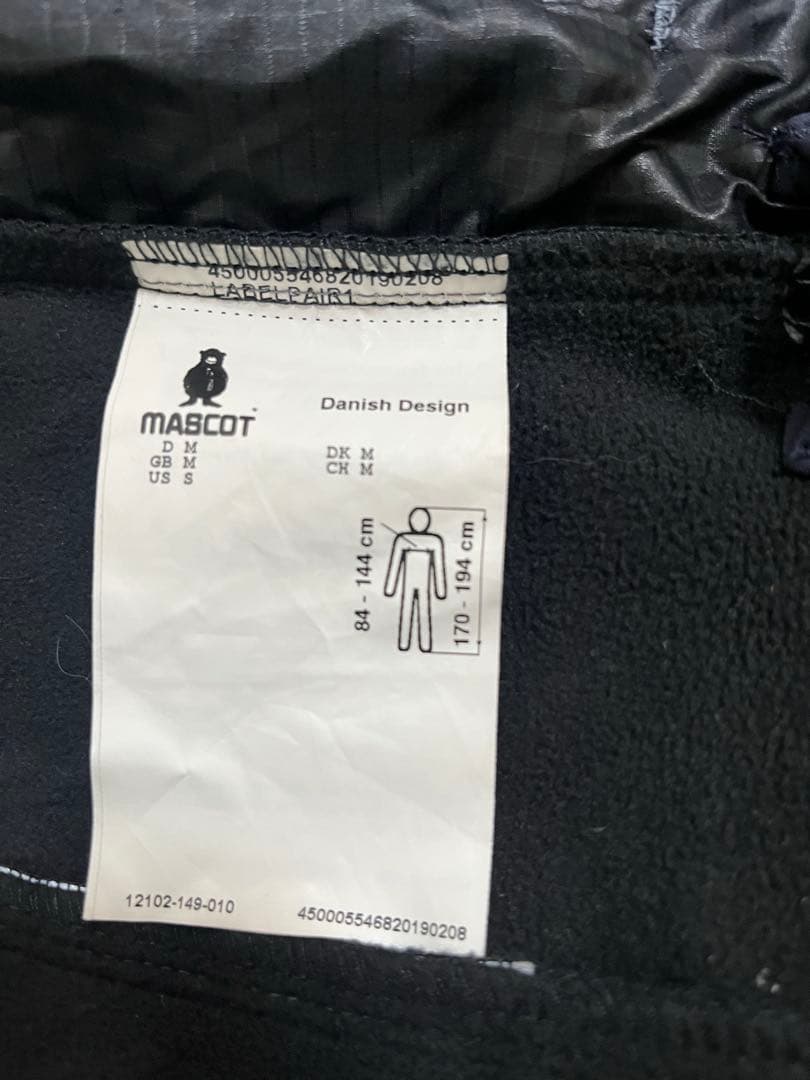 450005546820190208
LABELPAIR1
MASCOT
Danish Design
D M
GB M
US S
DK M
CH M
84 - 144 cm
170 - 194 cm
12102-149-010
450005546820190208